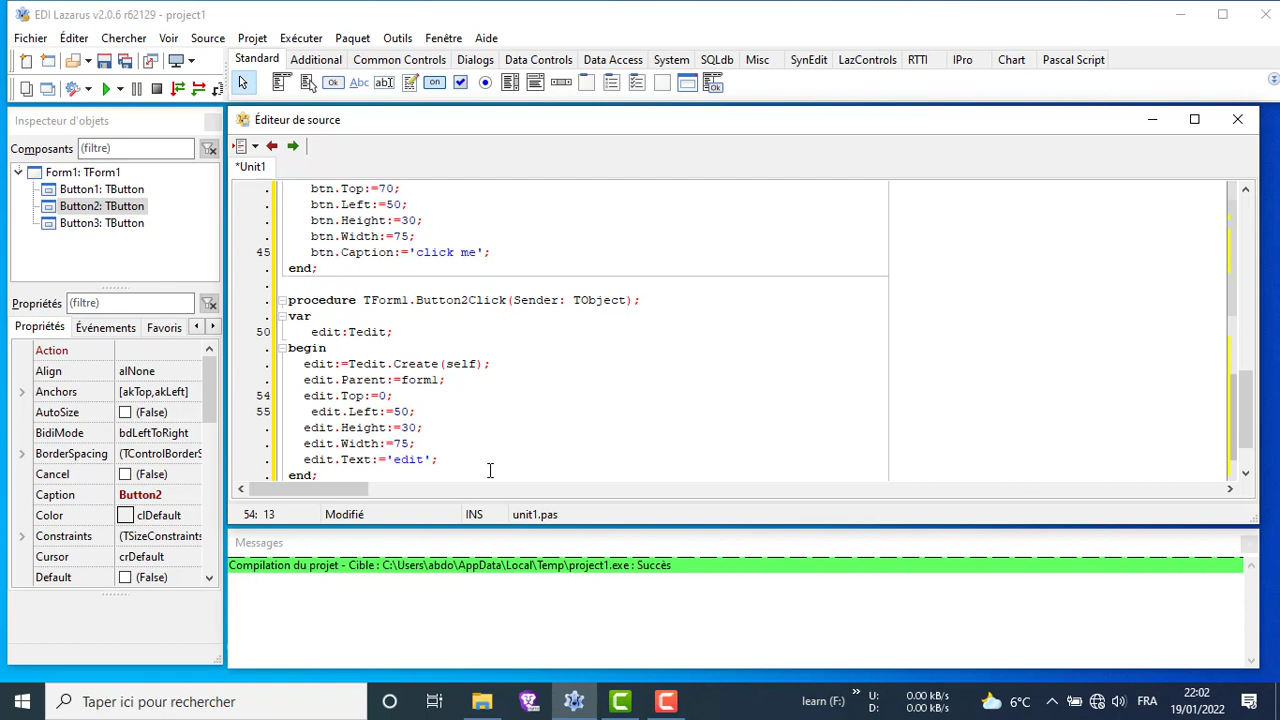 EDI Lazarus v2.0.6 r62129 - project1
Fichier Éditer Chercher Voir Source Projet Exécuter Paquet Outils Fenêtre Aide
Standard Additional Common Controls Dialogs Data Controls Data Access System SQLdb Misc SynEdit LazControls RTTI IPro Chart Pascal Script
Ok Abc abI on Ok
Inspecteur d'objets
Composants (filtre)
Form1: TForm1
Button1: TButton
Button2: TButton
Button3: TButton
Propriétés (filtre)
Propriétés Événements Favoris
Action
Align alNone
Anchors [akTop,akLeft]
AutoSize (False)
BidiMode bdLeftToRight
BorderSpacing (TControlBorderS
Cancel (False)
Caption Button2
Color clDefault
Constraints (TSizeConstraints
Cursor crDefault
Default (False)
Éditeur de source
*Unit1
btn.Top:=70;
btn.Left:=50;
btn.Height:=30;
btn.Width:=75;
45 btn.Caption:='click me';
end;
procedure TForm1.Button2Click(Sender: TObject);
var
50 edit:Tedit;
begin
edit:=Tedit.Create(self);
edit.Parent:=form1;
54 edit.Top:=0;
55 edit.Left:=50;
edit.Height:=30;
edit.Width:=75;
edit.Text:='edit';
end;
54: 13 Modifié INS unit1.pas
Messages
Compilation du projet - Cible : C:\Users\abdo\AppData\Local\Temp\project1.exe : Succès
Taper ici pour rechercher
learn (F:) U: 0.00 kB/s
D: 0.00 kB/s
6°C FRA 22:02
19/01/2022